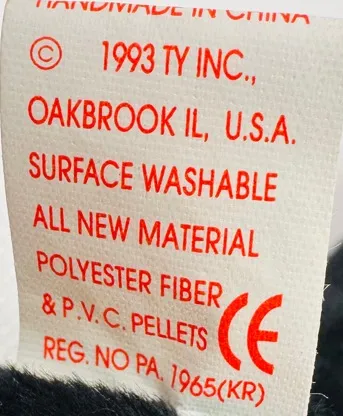 HANDMADE IN CHINA
© 1993 TY INC.,
OAKBROOK IL, U.S.A.
SURFACE WASHABLE
ALL NEW MATERIAL
POLYESTER FIBER
& P.V.C. PELLETS CE
REG. NO PA. 1965(KR)